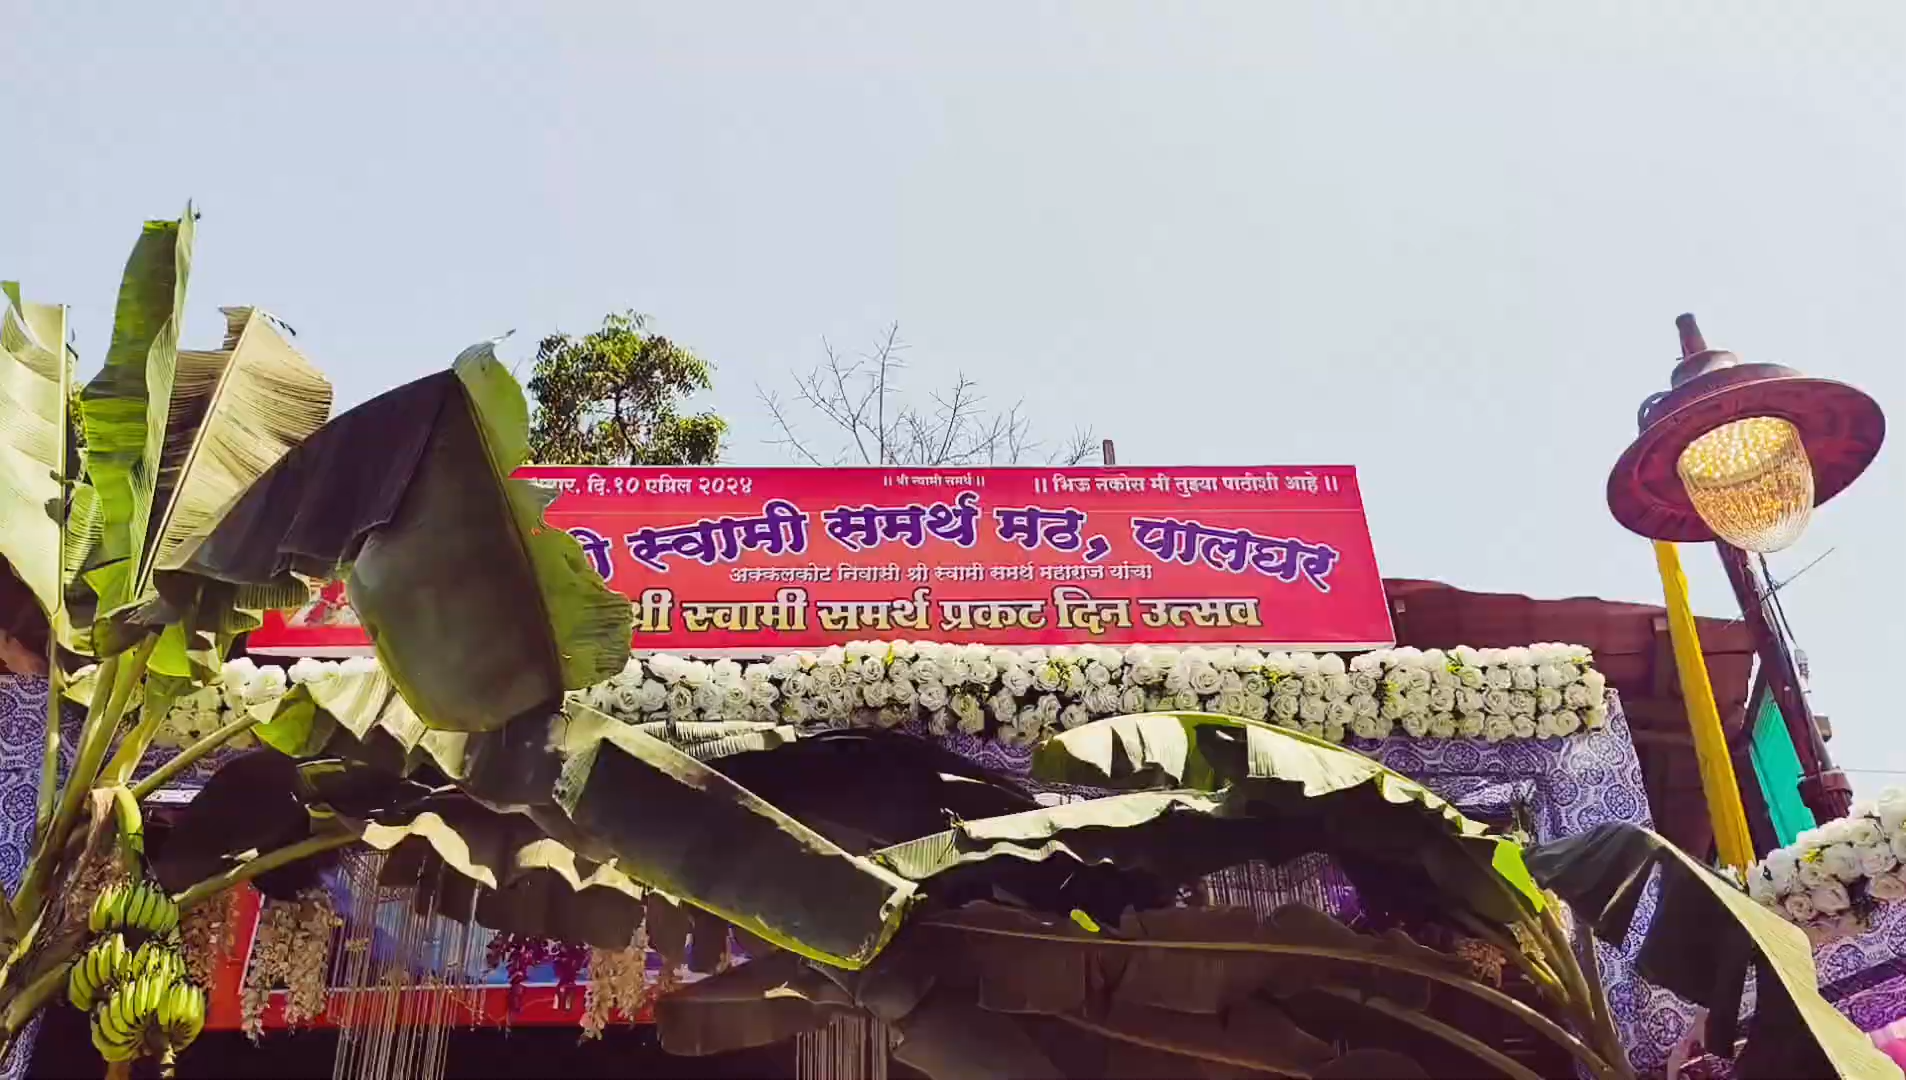 दि.१० एप्रिल २०२४ ॥ श्री स्वामी समर्थ ॥ ॥ भिऊ नकोस मी तुझ्या पाठीशी आहे ॥
स्वामी समर्थ मठ, पालघर
अक्कलकोट निवासी श्री स्वामी समर्थ महाराज यांचा
श्री स्वामी समर्थ प्रकट दिन उत्सव